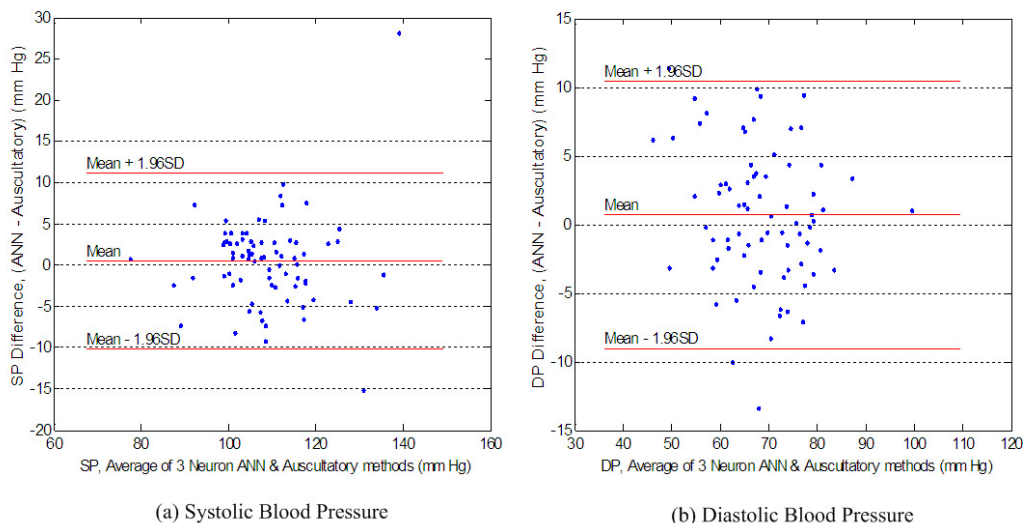 30
25
20
15
10
5
0
-5
-10
-15
-20
60
80
100
120
140
160
SP Difference, (ANN - Auscultatory) (mm Hg)
Mean + 1.96SD
Mean
Mean - 1.96SD
SP, Average of 3 Neuron ANN & Auscultatory methods (mm Hg)
(a) Systolic Blood Pressure
15
10
5
0
-5
-10
-15
30
40
50
60
70
80
90
100
110
120
DP Difference, (ANN - Auscultatory) (mm Hg)
Mean + 1.96SD
Mean
Mean - 1.96SD
DP, Average of 3 Neuron ANN & Auscultatory methods (mm Hg)
(b) Diastolic Blood Pressure